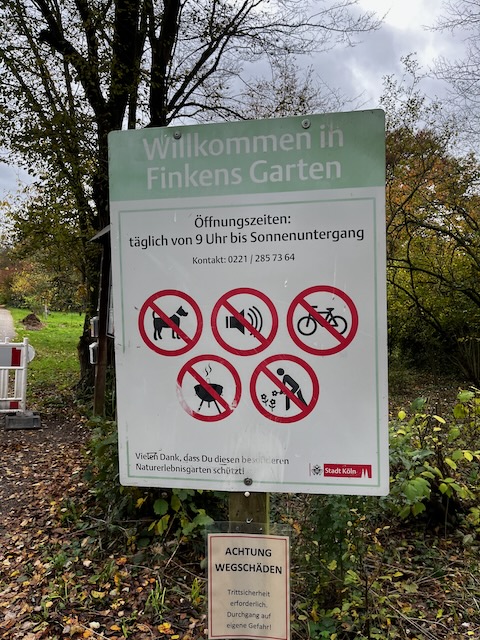 Willkommen in
Finkens Garten
Öffnungszeiten:
täglich von 9 Uhr bis Sonnenuntergang
Kontakt: 0221 / 285 73 64
Vielen Dank, dass Du diesen besonderen
Naturerlebnisgarten schützt!
Stadt Köln
ACHTUNG
WEGSCHÄDEN
Trittsicherheit
erforderlich.
Durchgang auf
eigene Gefahr!